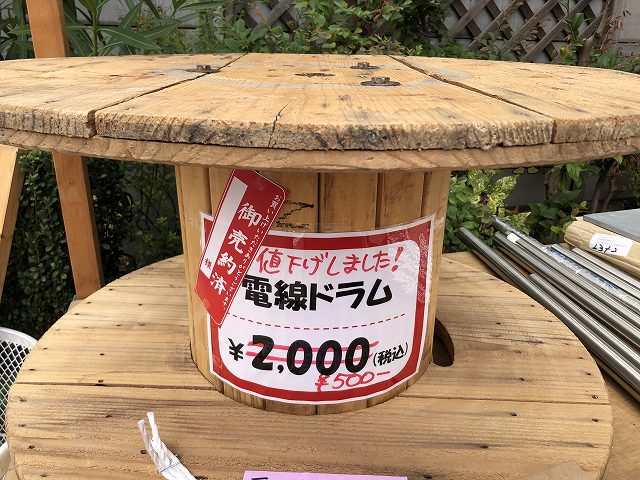 値下げしました!
電線ドラム
¥2,000(税込)
¥500-
御売約済
様